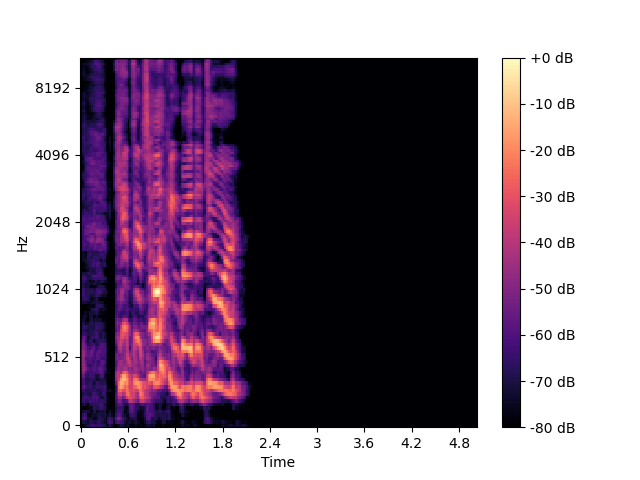 8192
4096
2048
1024
512
0
Hz
0 0.6 1.2 1.8 2.4 3 3.6 4.2 4.8
Time
+0 dB
-10 dB
-20 dB
-30 dB
-40 dB
-50 dB
-60 dB
-70 dB
-80 dB